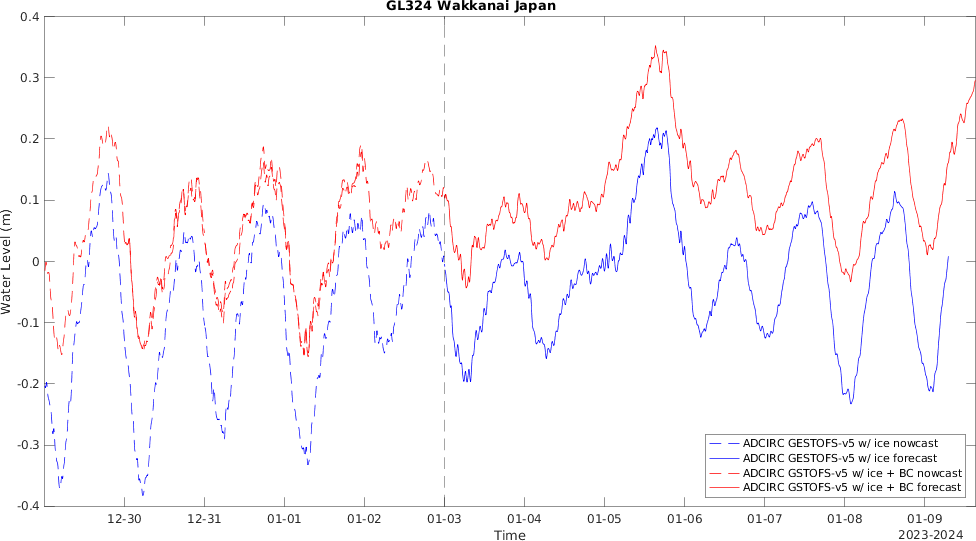 GL324 Wakkanai Japan
0.4
0.3
0.2
0.1
0
-0.1
-0.2
-0.3
-0.4
Water Level (m)
ADCIRC GESTOFS-v5 w/ ice nowcast
ADCIRC GESTOFS-v5 w/ ice forecast
ADCIRC GSTOFS-v5 w/ ice + BC nowcast
ADCIRC GSTOFS-v5 w/ ice + BC forecast
12-30 12-31 01-01 01-02 01-03 01-04 01-05 01-06 01-07 01-08 01-09
Time
2023-2024